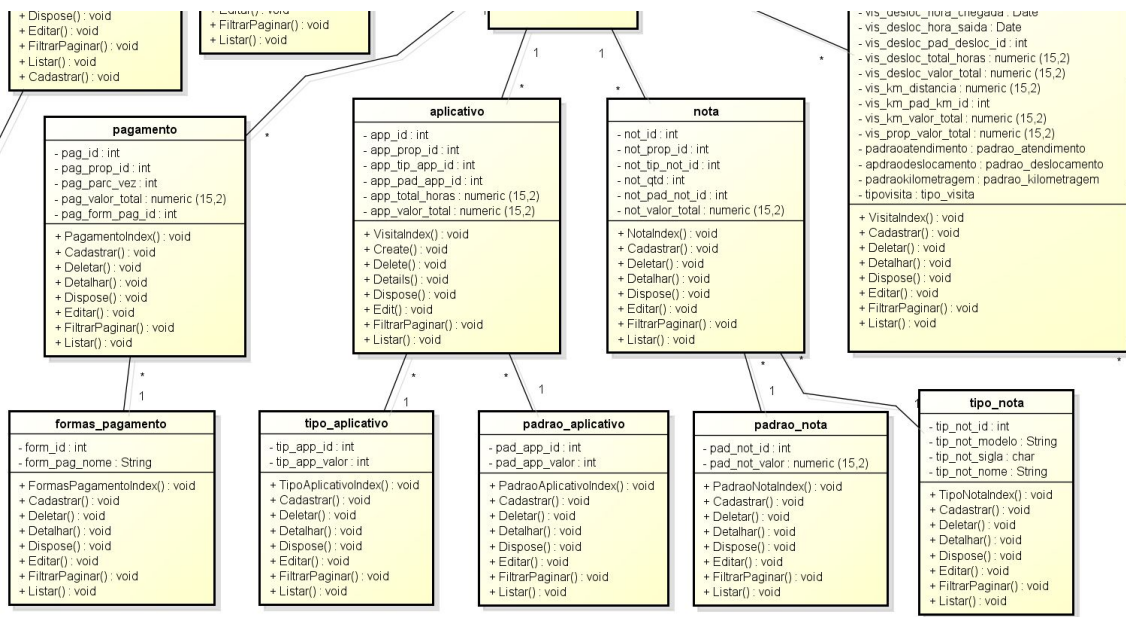 + Dispose() : void
+ Editar() : void
+ FiltrarPaginar() : void
+ Listar() : void
+ Cadastrar() : void
+ FiltrarPaginar() : void
+ Listar() : void
1
*
1
*
1
*
*
- vis_desloc_hora_chegada : Date
- vis_desloc_hora_saida : Date
- vis_desloc_pad_desloc_id : int
- vis_desloc_total_horas : numeric (15,2)
- vis_desloc_valor_total : numeric (15,2)
- vis_km_distancia : numeric (15,2)
- vis_km_pad_km_id : int
- vis_km_valor_total : numeric (15,2)
- vis_prop_valor_total : numeric (15,2)
- padraoatendimento : padrao_atendimento
- apdraodeslocamento : padrao_deslocamento
- padraokilometragem : padrao_kilometragem
- tipovisita : tipo_visita
+ VisitaIndex() : void
+ Cadastrar() : void
+ Deletar() : void
+ Detalhar() : void
+ Dispose() : void
+ Editar() : void
+ FiltrarPaginar() : void
+ Listar() : void
*
pagamento
- pag_id : int
- pag_prop_id : int
- pag_parc_vez : int
- pag_valor_total : numeric (15,2)
- pag_form_pag_id : int
+ PagamentoIndex() : void
+ Cadastrar() : void
+ Deletar() : void
+ Detalhar() : void
+ Dispose() : void
+ Editar() : void
+ FiltrarPaginar() : void
+ Listar() : void
*
1
aplicativo
- app_id : int
- app_prop_id : int
- app_tip_app_id : int
- app_pad_app_id : int
- app_total_horas : numeric (15,2)
- app_valor_total : numeric (15,2)
+ VisitaIndex() : void
+ Create() : void
+ Delete() : void
+ Details() : void
+ Dispose() : void
+ Edit() : void
+ FiltrarPaginar() : void
+ Listar() : void
*
1
*
1
nota
- not_id : int
- not_prop_id : int
- not_tip_not_id : int
- not_qtd : int
- not_pad_not_id : int
- not_valor_total : numeric (15,2)
+ NotaIndex() : void
+ Cadastrar() : void
+ Deletar() : void
+ Detalhar() : void
+ Dispose() : void
+ Editar() : void
+ FiltrarPaginar() : void
+ Listar() : void
*
1
*
1
formas_pagamento
- form_id : int
- form_pag_nome : String
+ FormasPagamentoIndex() : void
+ Cadastrar() : void
+ Deletar() : void
+ Detalhar() : void
+ Dispose() : void
+ Editar() : void
+ FiltrarPaginar() : void
+ Listar() : void
tipo_aplicativo
- tip_app_id : int
- tip_app_valor : int
+ TipoAplicativoIndex() : void
+ Cadastrar() : void
+ Deletar() : void
+ Detalhar() : void
+ Dispose() : void
+ Editar() : void
+ FiltrarPaginar() : void
+ Listar() : void
padrao_aplicativo
- pad_app_id : int
- pad_app_valor : int
+ PadraoAplicativoIndex() : void
+ Cadastrar() : void
+ Deletar() : void
+ Detalhar() : void
+ Dispose() : void
+ Editar() : void
+ FiltrarPaginar() : void
+ Listar() : void
padrao_nota
- pad_not_id : int
- pad_not_valor : numeric (15,2)
+ PadraoNotaIndex() : void
+ Cadastrar() : void
+ Deletar() : void
+ Detalhar() : void
+ Dispose() : void
+ Editar() : void
+ FiltrarPaginar() : void
+ Listar() : void
tipo_nota
- tip_not_id : int
- tip_not_modelo : String
- tip_not_sigla : char
- tip_not_nome : String
+ TipoNotaIndex() : void
+ Cadastrar() : void
+ Deletar() : void
+ Detalhar() : void
+ Dispose() : void
+ Editar() : void
+ FiltrarPaginar() : void
+ Listar() : void